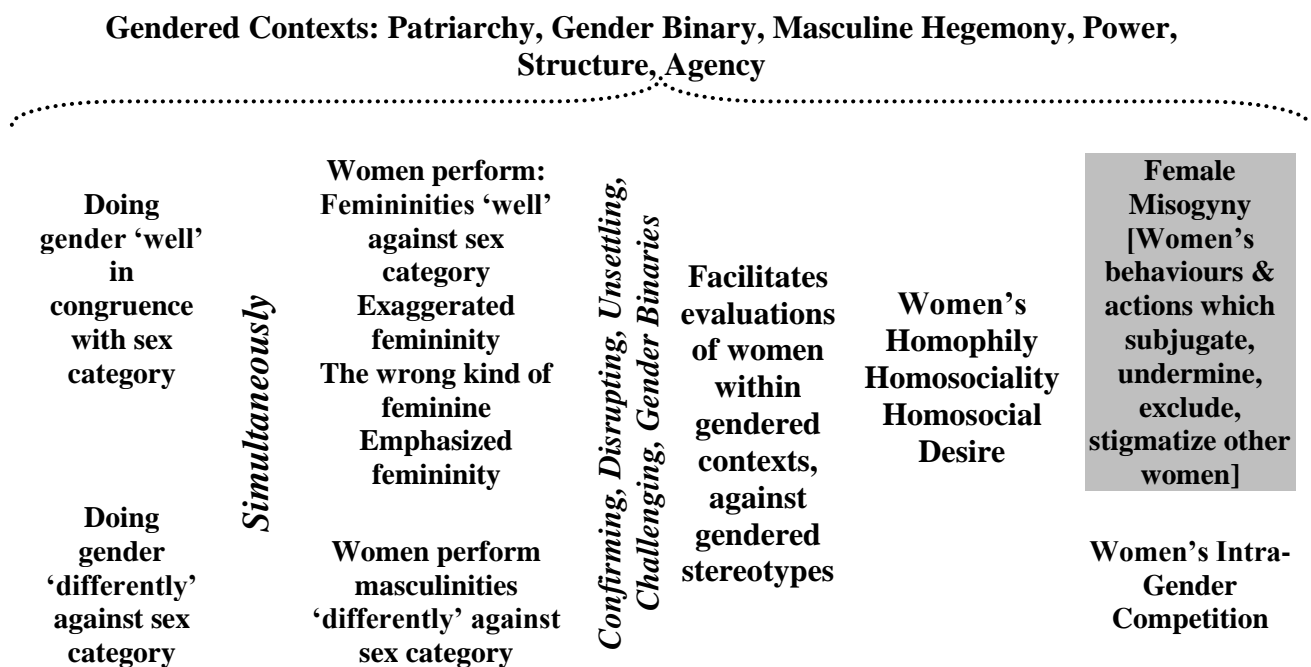 Gendered Contexts: Patriarchy, Gender Binary, Masculine Hegemony, Power,
Structure, Agency
Doing
gender ‘well’
in
congruence
with sex
category
Doing
gender
‘differently’
against sex
category
Simultaneously
Women perform:
Femininities ‘well’
against sex
category
Exaggerated
femininity
The wrong kind of
feminine
Emphasized
femininity
Women perform
masculinities
‘differently’ against
sex category
Confirming, Disrupting, Unsettling,
Challenging, Gender Binaries
Facilitates
evaluations
of women
within
gendered
contexts,
against
gendered
stereotypes
Women’s
Homophily
Homosociality
Homosocial
Desire
Female
Misogyny
[Women’s
behaviours &
actions which
subjugate,
undermine,
exclude,
stigmatize other
women]
Women’s Intra-
Gender
Competition